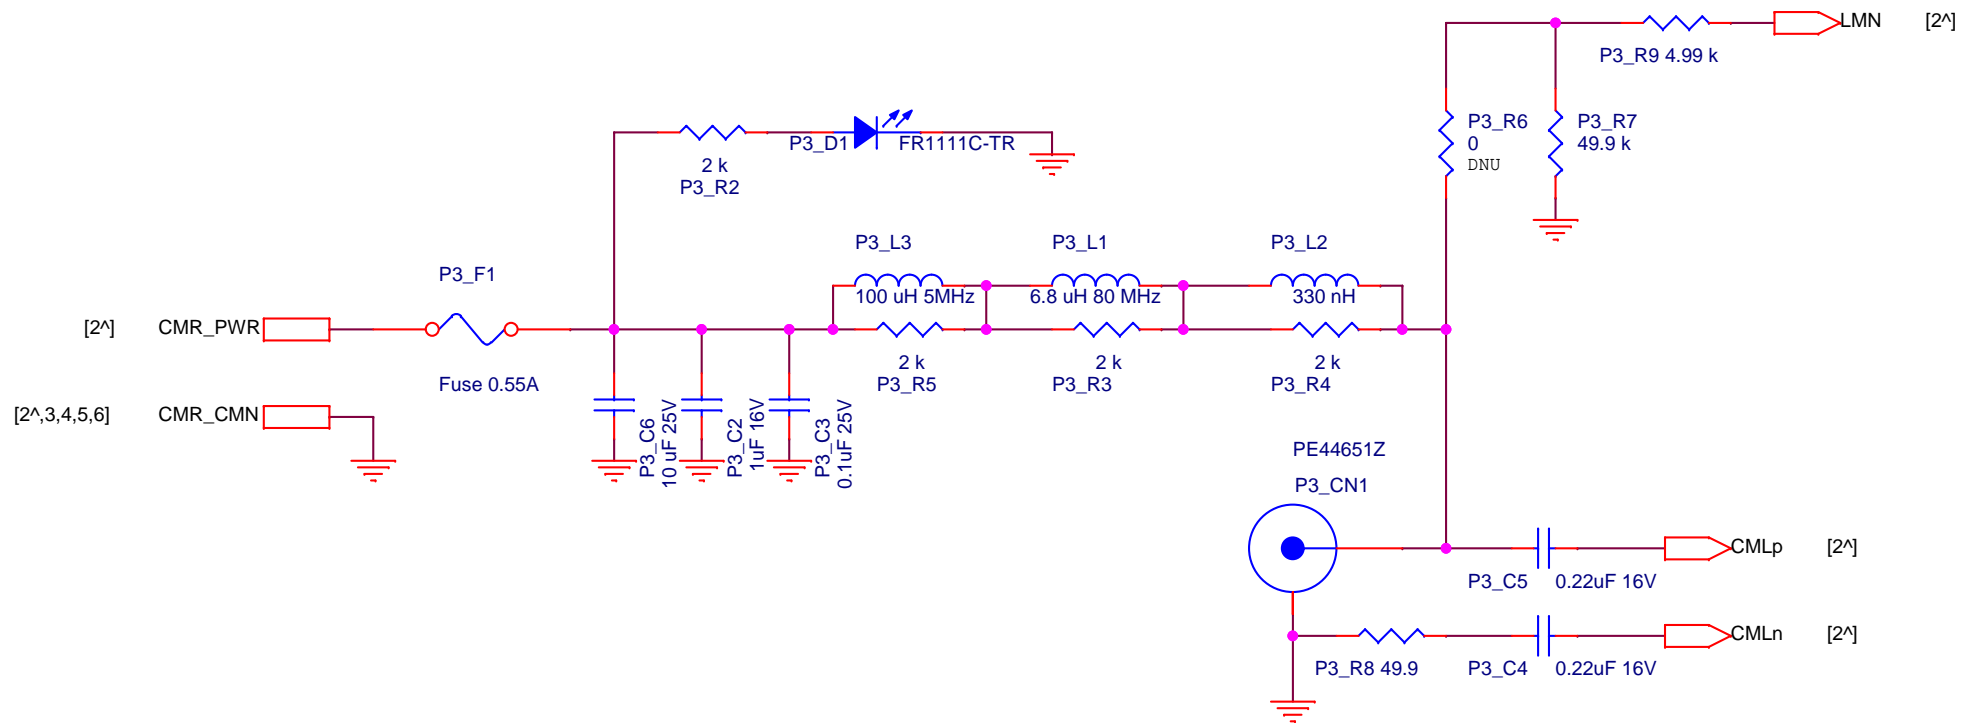 LMN [2^]
P3_R9 4.99 k
P3_R6
0
DNU
P3_R7
49.9 k
P3_D1 FR1111C-TR
2 k
P3_R2
P3_L3
100 uH 5MHz
P3_L1
6.8 uH 80 MHz
P3_L2
330 nH
P3_F1
[2^] CMR_PWR
Fuse 0.55A
2 k
P3_R5
2 k
P3_R3
2 k
P3_R4
[2^,3,4,5,6] CMR_CMN
P3_C6
10 uF 25V
P3_C2
1uF 16V
P3_C3
0.1uF 25V
PE44651Z
P3_CN1
CMLp [2^]
P3_C5 0.22uF 16V
CMLn [2^]
P3_R8 49.9
P3_C4 0.22uF 16V